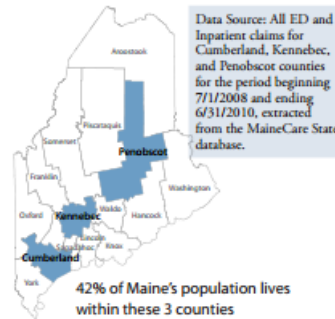 Data Source: All ED and
Inpatient claims for
Cumberland, Kennebec,
and Penobscot counties
for the period beginning
7/1/2008 and ending
6/31/2010, extracted
from the MaineCare State
database.
Aroostook
Piscataquis
Somerset
Penobscot
Franklin
Washington
Oxford
Kennebec
Waldo
Hancock
Lincoln
Knox
Cumberland
York
42% of Maine's population lives
within these 3 counties